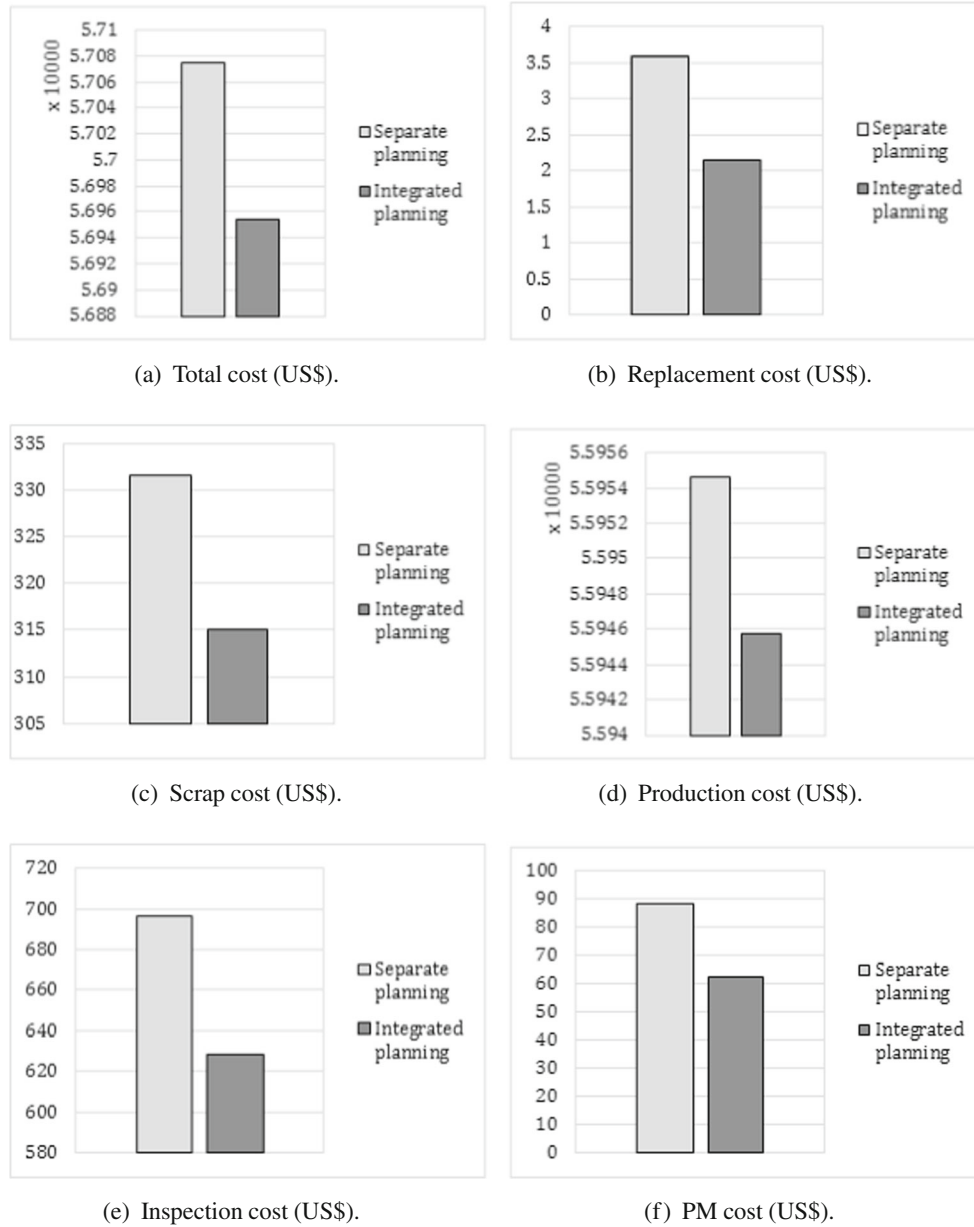 5.71
5.708
5.706
5.704
5.702
5.7
5.698
5.696
5.694
5.692
5.69
5.688
x 10000
Separate
planning
Integrated
planning
(a) Total cost (US$).
4
3.5
3
2.5
2
1.5
1
0.5
0
Separate
planning
Integrated
planning
(b) Replacement cost (US$).
335
330
325
320
315
310
305
Separate
planning
Integrated
planning
(c) Scrap cost (US$).
5.5956
5.5954
5.5952
5.595
5.5948
5.5946
5.5944
5.5942
5.594
x 10000
Separate
planning
Integrated
planning
(d) Production cost (US$).
720
700
680
660
640
620
600
580
Separate
planning
Integrated
planning
(e) Inspection cost (US$).
100
90
80
70
60
50
40
30
20
10
0
Separate
planning
Integrated
planning
(f) PM cost (US$).